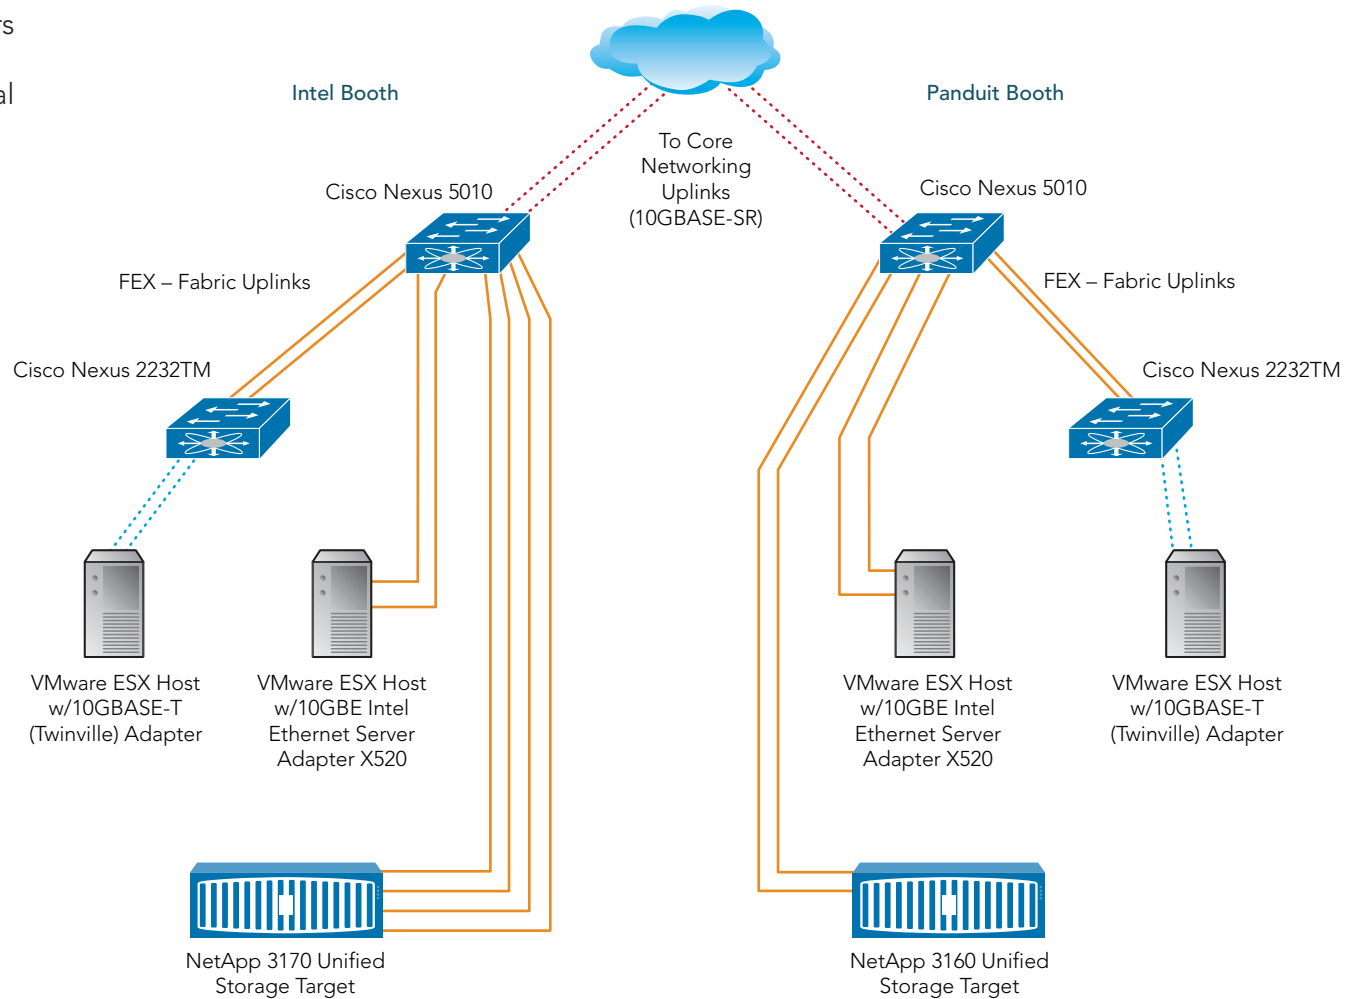 rs
al
Intel Booth
Panduit Booth
To Core
Networking
Uplinks
(10GBASE-SR)
Cisco Nexus 5010
Cisco Nexus 5010
FEX – Fabric Uplinks
FEX – Fabric Uplinks
Cisco Nexus 2232TM
Cisco Nexus 2232TM
VMware ESX Host
w/10GBASE-T
(Twinville) Adapter
VMware ESX Host
w/10GBE Intel
Ethernet Server
Adapter X520
VMware ESX Host
w/10GBE Intel
Ethernet Server
Adapter X520
VMware ESX Host
w/10GBASE-T
(Twinville) Adapter
NetApp 3170 Unified
Storage Target
NetApp 3160 Unified
Storage Target